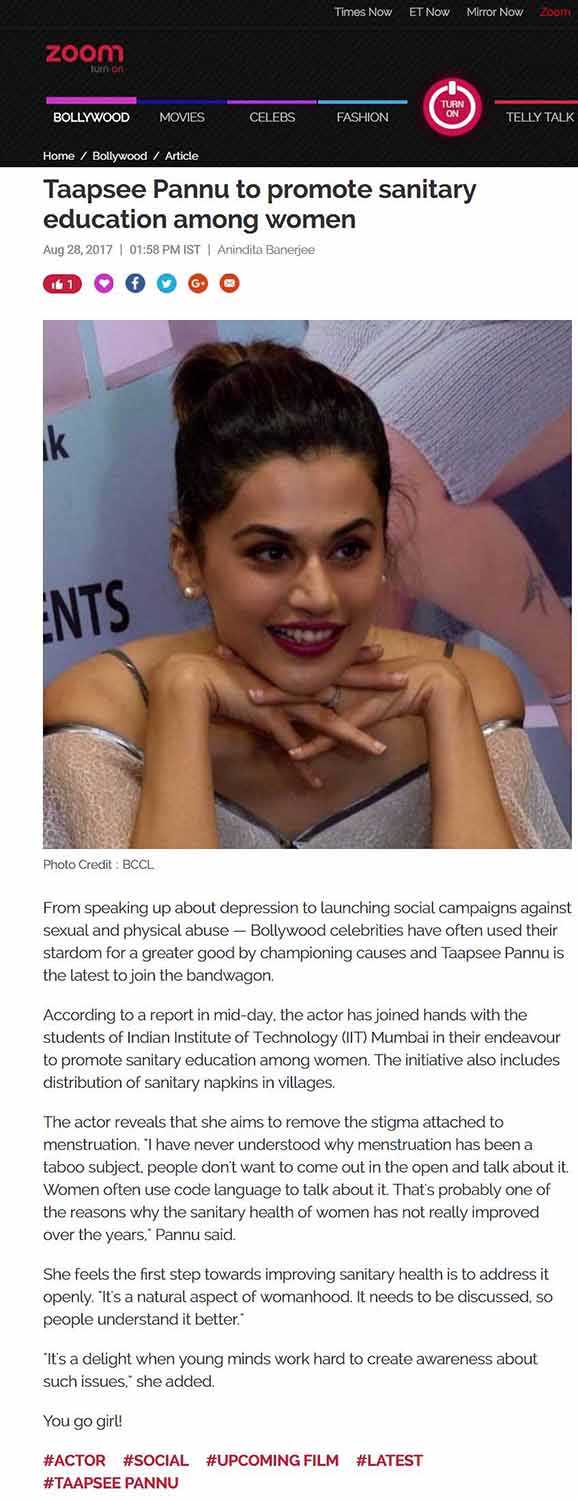 Times Now ET Now Mirror Now Zoom
zoom
turn on
TURN
ON
BOLLYWOOD MOVIES CELEBS FASHION TELLY TALK
Home / Bollywood / Article
Taapsee Pannu to promote sanitary
education among women
Aug 28, 2017 | 01:58 PM IST | Anindita Banerjee
1 f G+
k
ENTS
Photo Credit : BCCL
From speaking up about depression to launching social campaigns against
sexual and physical abuse — Bollywood celebrities have often used their
stardom for a greater good by championing causes and Taapsee Pannu is
the latest to join the bandwagon.
According to a report in mid-day, the actor has joined hands with the
students of Indian Institute of Technology (IIT) Mumbai in their endeavour
to promote sanitary education among women. The initiative also includes
distribution of sanitary napkins in villages.
The actor reveals that she aims to remove the stigma attached to
menstruation. "I have never understood why menstruation has been a
taboo subject, people don't want to come out in the open and talk about it.
Women often use code language to talk about it. That's probably one of
the reasons why the sanitary health of women has not really improved
over the years," Pannu said.
She feels the first step towards improving sanitary health is to address it
openly. "It's a natural aspect of womanhood. It needs to be discussed, so
people understand it better."
"It's a delight when young minds work hard to create awareness about
such issues," she added.
You go girl!
#ACTOR #SOCIAL #UPCOMING FILM #LATEST
#TAAPSEE PANNU